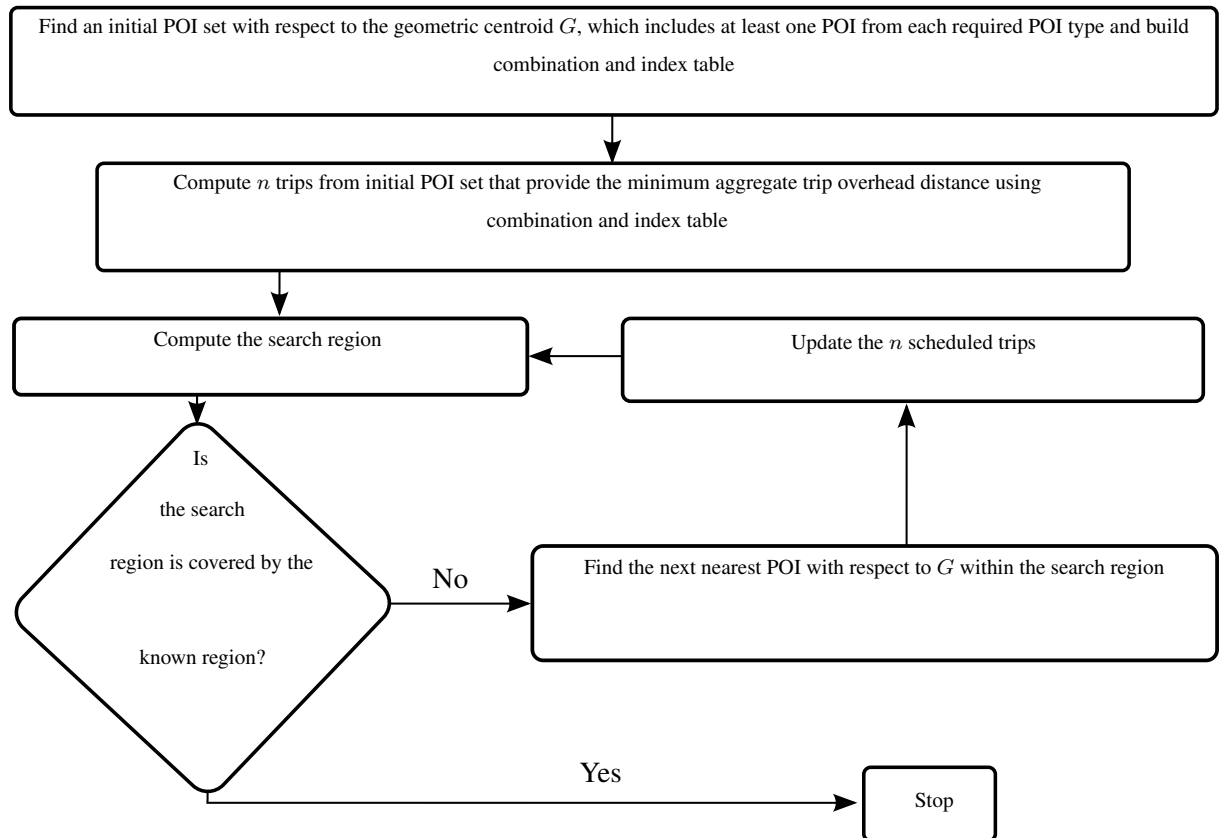 Find an initial POI set with respect to the geometric centroid G, which includes at least one POI from each required POI type and build
combination and index table
Compute n trips from initial POI set that provide the minimum aggregate trip overhead distance using
combination and index table
Compute the search region
Update the n scheduled trips
Is
the search
region is covered by the
known region?
No
Find the next nearest POI with respect to G within the search region
Yes
Stop